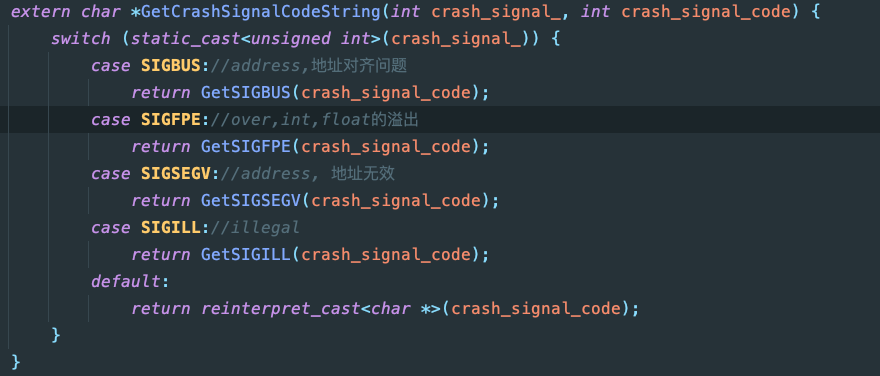 extern char *GetCrashSignalCodeString(int crash_signal_, int crash_signal_code) {
    switch (static_cast<unsigned int>(crash_signal_)) {
        case SIGBUS://address,地址对齐问题
            return GetSIGBUS(crash_signal_code);
        case SIGFPE://over,int,float的溢出
            return GetSIGFPE(crash_signal_code);
        case SIGSEGV://address, 地址无效
            return GetSIGSEGV(crash_signal_code);
        case SIGILL://illegal
            return GetSIGILL(crash_signal_code);
        default:
            return reinterpret_cast<char *>(crash_signal_code);
    }
}